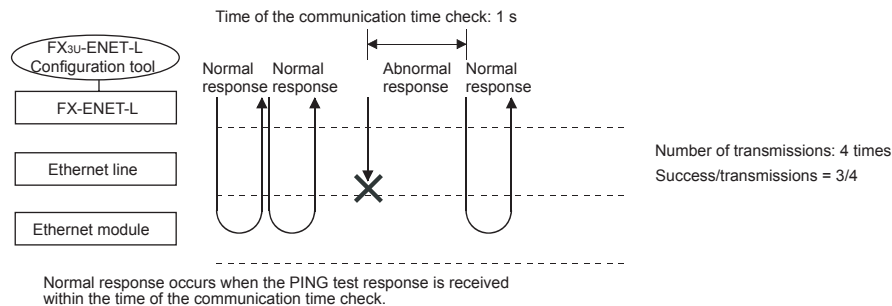 Time of the communication time check: 1 s
FX3U-ENET-L
Configuration tool
Normal
response
Normal
response
Abnormal
response
Normal
response
FX-ENET-L
Ethernet line
Number of transmissions: 4 times
Success/transmissions = 3/4
Ethernet module
Normal response occurs when the PING test response is received
within the time of the communication time check.